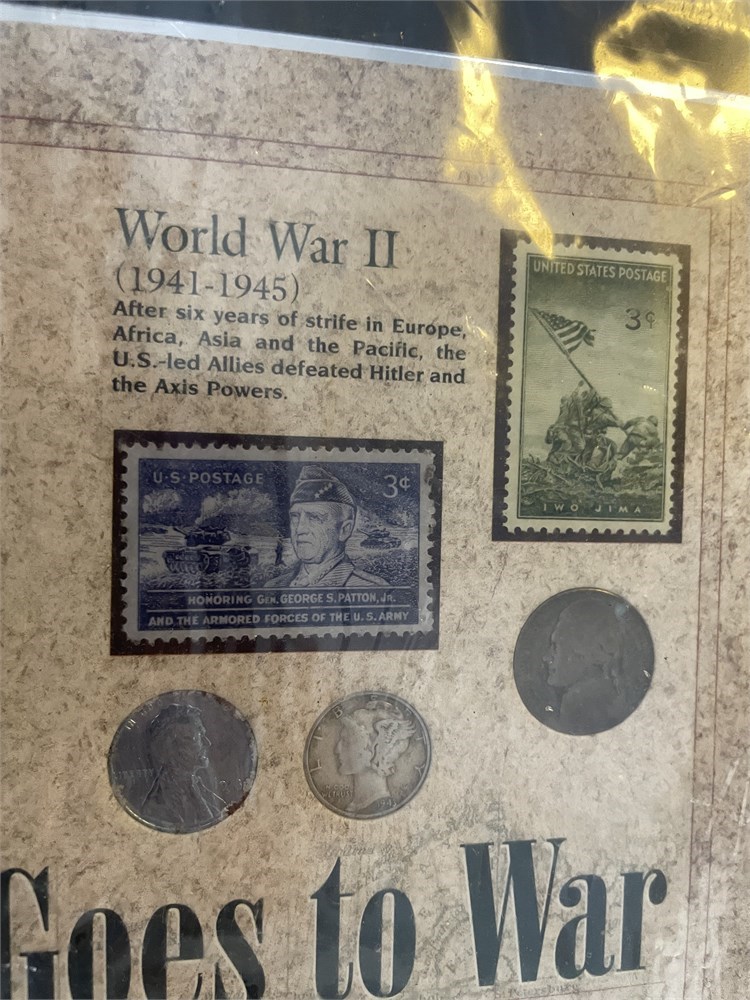 World War II
(1941-1945)
After six years of strife in Europe,
Africa, Asia and the Pacific, the
U.S.-led Allies defeated Hitler and
the Axis Powers.
UNITED STATES POSTAGE
3¢
IWO JIMA
U·S·POSTAGE
3¢
HONORING GEN. GEORGE S. PATTON, JR.
AND THE ARMORED FORCES OF THE U.S. ARMY
LIBERTY
Goes to War
Petersburg